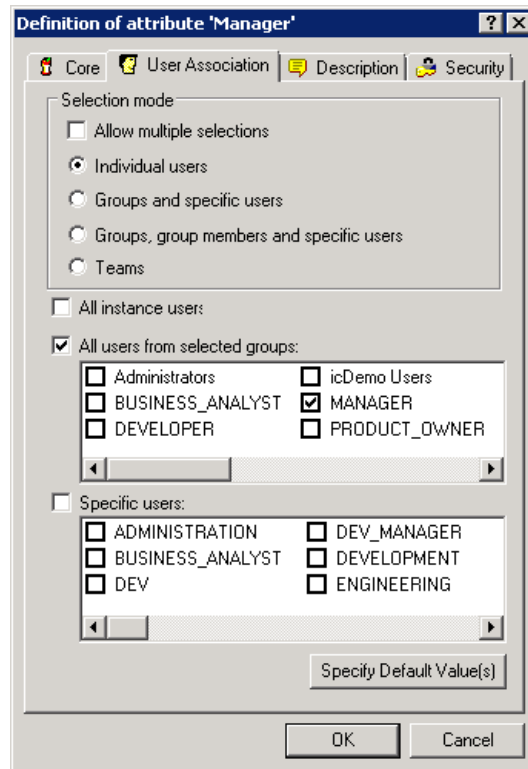 Definition of attribute 'Manager'
Core User Association Description Security
Selection mode
Allow multiple selections
Individual users
Groups and specific users
Groups, group members and specific users
Teams
All instance users
All users from selected groups:
Administrators icDemo Users
BUSINESS_ANALYST MANAGER
DEVELOPER PRODUCT_OWNER
Specific users:
ADMINISTRATION DEV_MANAGER
BUSINESS_ANALYST DEVELOPMENT
DEV ENGINEERING
Specify Default Value(s)
OK Cancel